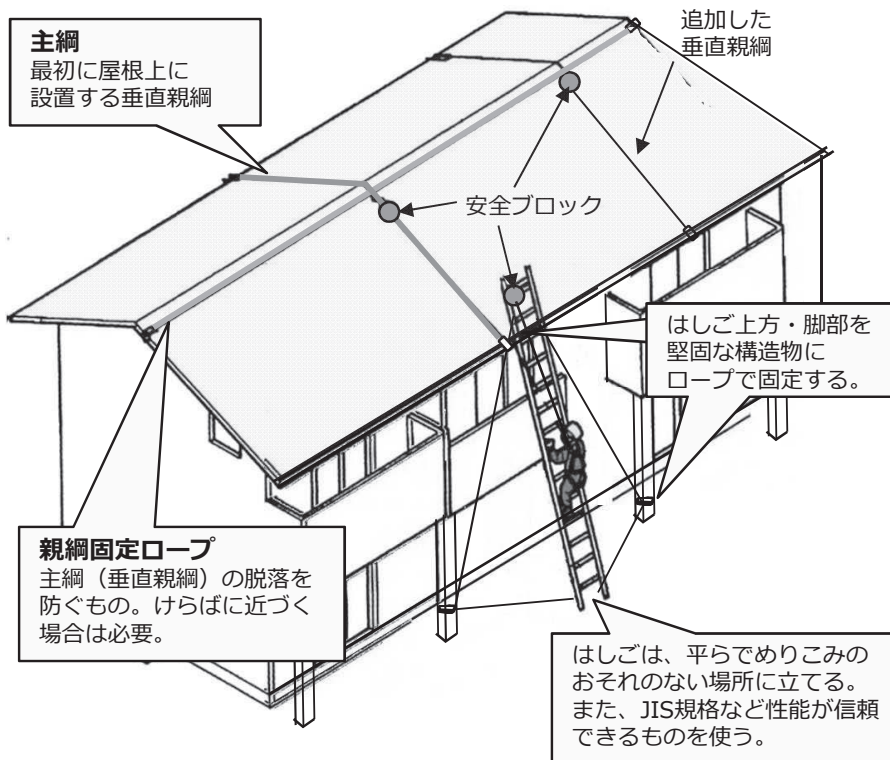 主綱
最初に屋根上に
設置する垂直親綱
追加した
垂直親綱
安全ブロック
はしご上方・脚部を
堅固な構造物に
ロープで固定する。
親綱固定ロープ
主綱（垂直親綱）の脱落を
防ぐもの。けらばに近づく
場合は必要。
はしごは、平らでめりこみの
おそれのない場所に立てる。
また、JIS規格など性能が信頼
できるものを使う。